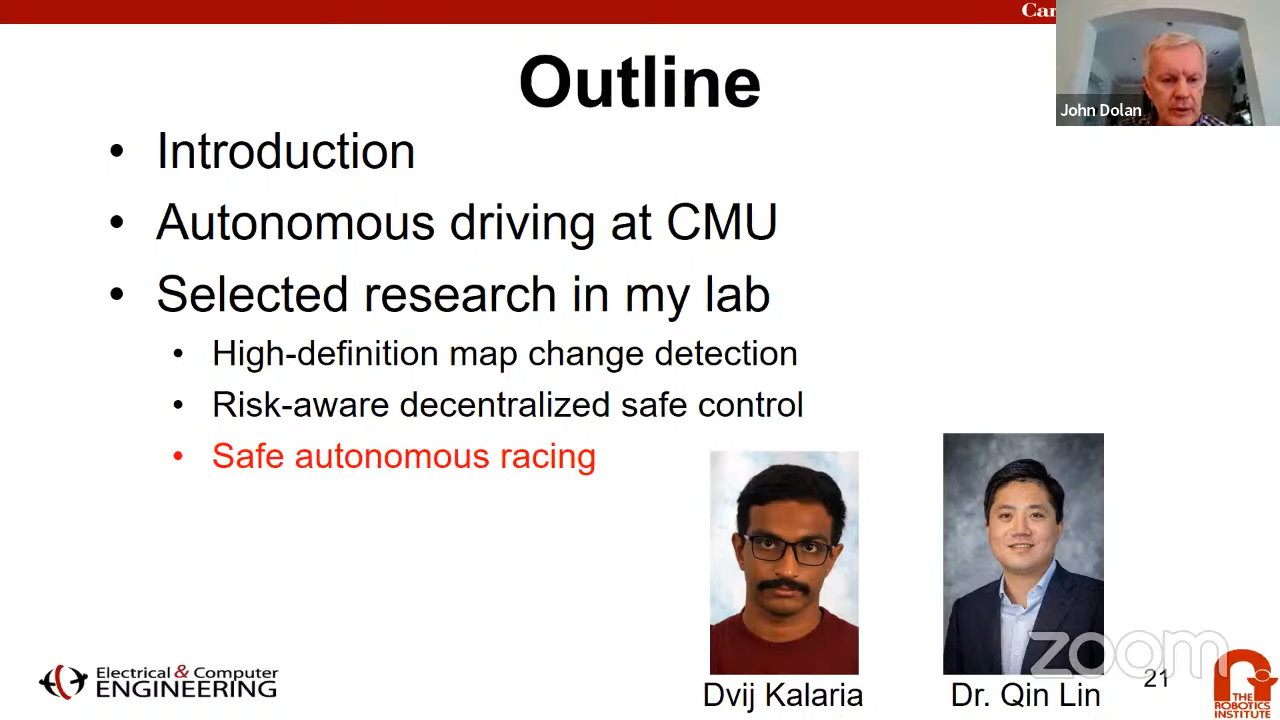 Car
John Dolan
Outline
• Introduction
• Autonomous driving at CMU
• Selected research in my lab
• High-definition map change detection
• Risk-aware decentralized safe control
• Safe autonomous racing
Dvij Kalaria
Dr. Qin Lin
zoom
21
Electrical & Computer
ENGINEERING
THE
ROBOTICS
INSTITUTE